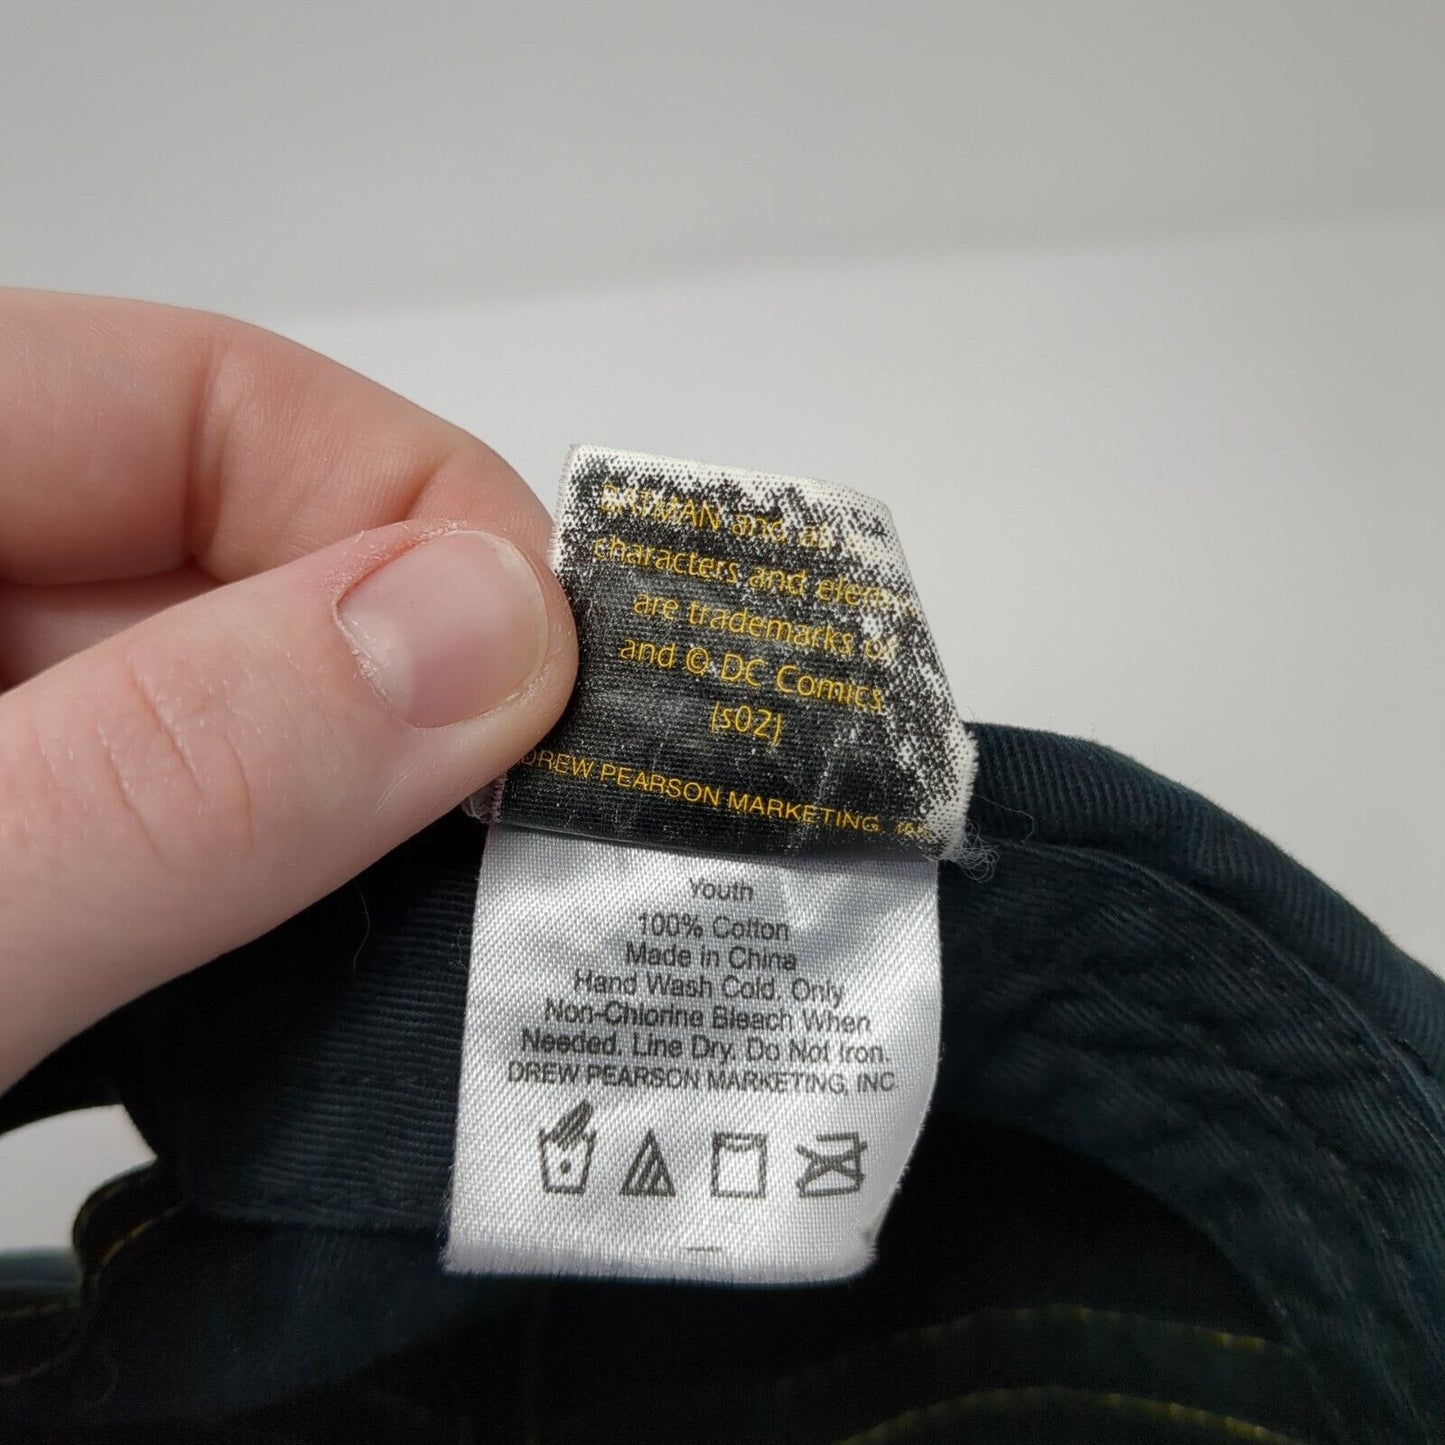 BATMAN and all
characters and elem
are trademarks of
and © DC Comics
(s02)
DREW PEARSON MARKETING, INC
Youth
100% Cotton
Made in China
Hand Wash Cold. Only
Non-Chlorine Bleach When
Needed. Line Dry. Do Not Iron.
DREW PEARSON MARKETING, INC.